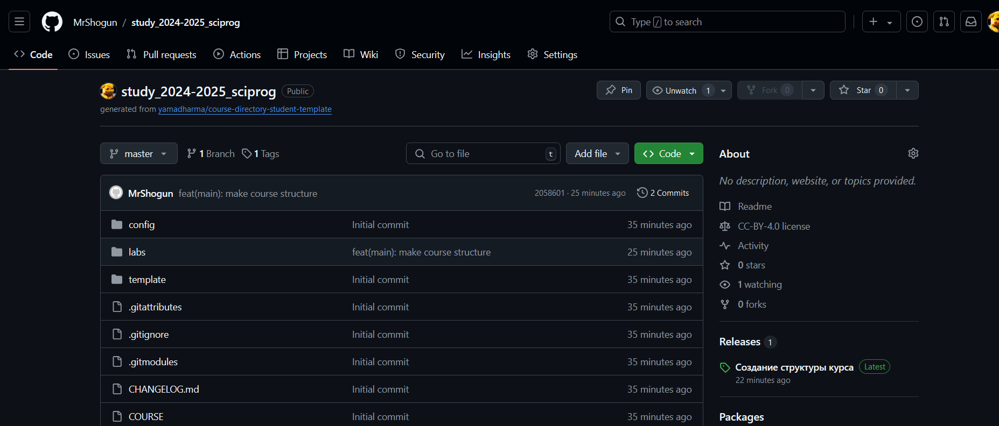 MrShogun / study_2024-2025_sciprog
Type / to search
Code Issues Pull requests Actions Projects Wiki Security Insights Settings
study_2024-2025_sciprog Public
Pin Unwatch 1 Fork 0 Star 0
generated from yamadharma/course-directory-student-template
master 1 Branch 1 Tags
Go to file t Add file Code
MrShogun feat(main): make course structure 2058601 · 25 minutes ago 2 Commits
config Initial commit 35 minutes ago
labs feat(main): make course structure 25 minutes ago
template Initial commit 35 minutes ago
.gitattributes Initial commit 35 minutes ago
.gitignore Initial commit 35 minutes ago
.gitmodules Initial commit 35 minutes ago
CHANGELOG.md Initial commit 35 minutes ago
COURSE Initial commit 35 minutes ago
About
No description, website, or topics provided.
Readme
CC-BY-4.0 license
Activity
0 stars
1 watching
0 forks
Releases 1
Создание структуры курса Latest
22 minutes ago
Packages